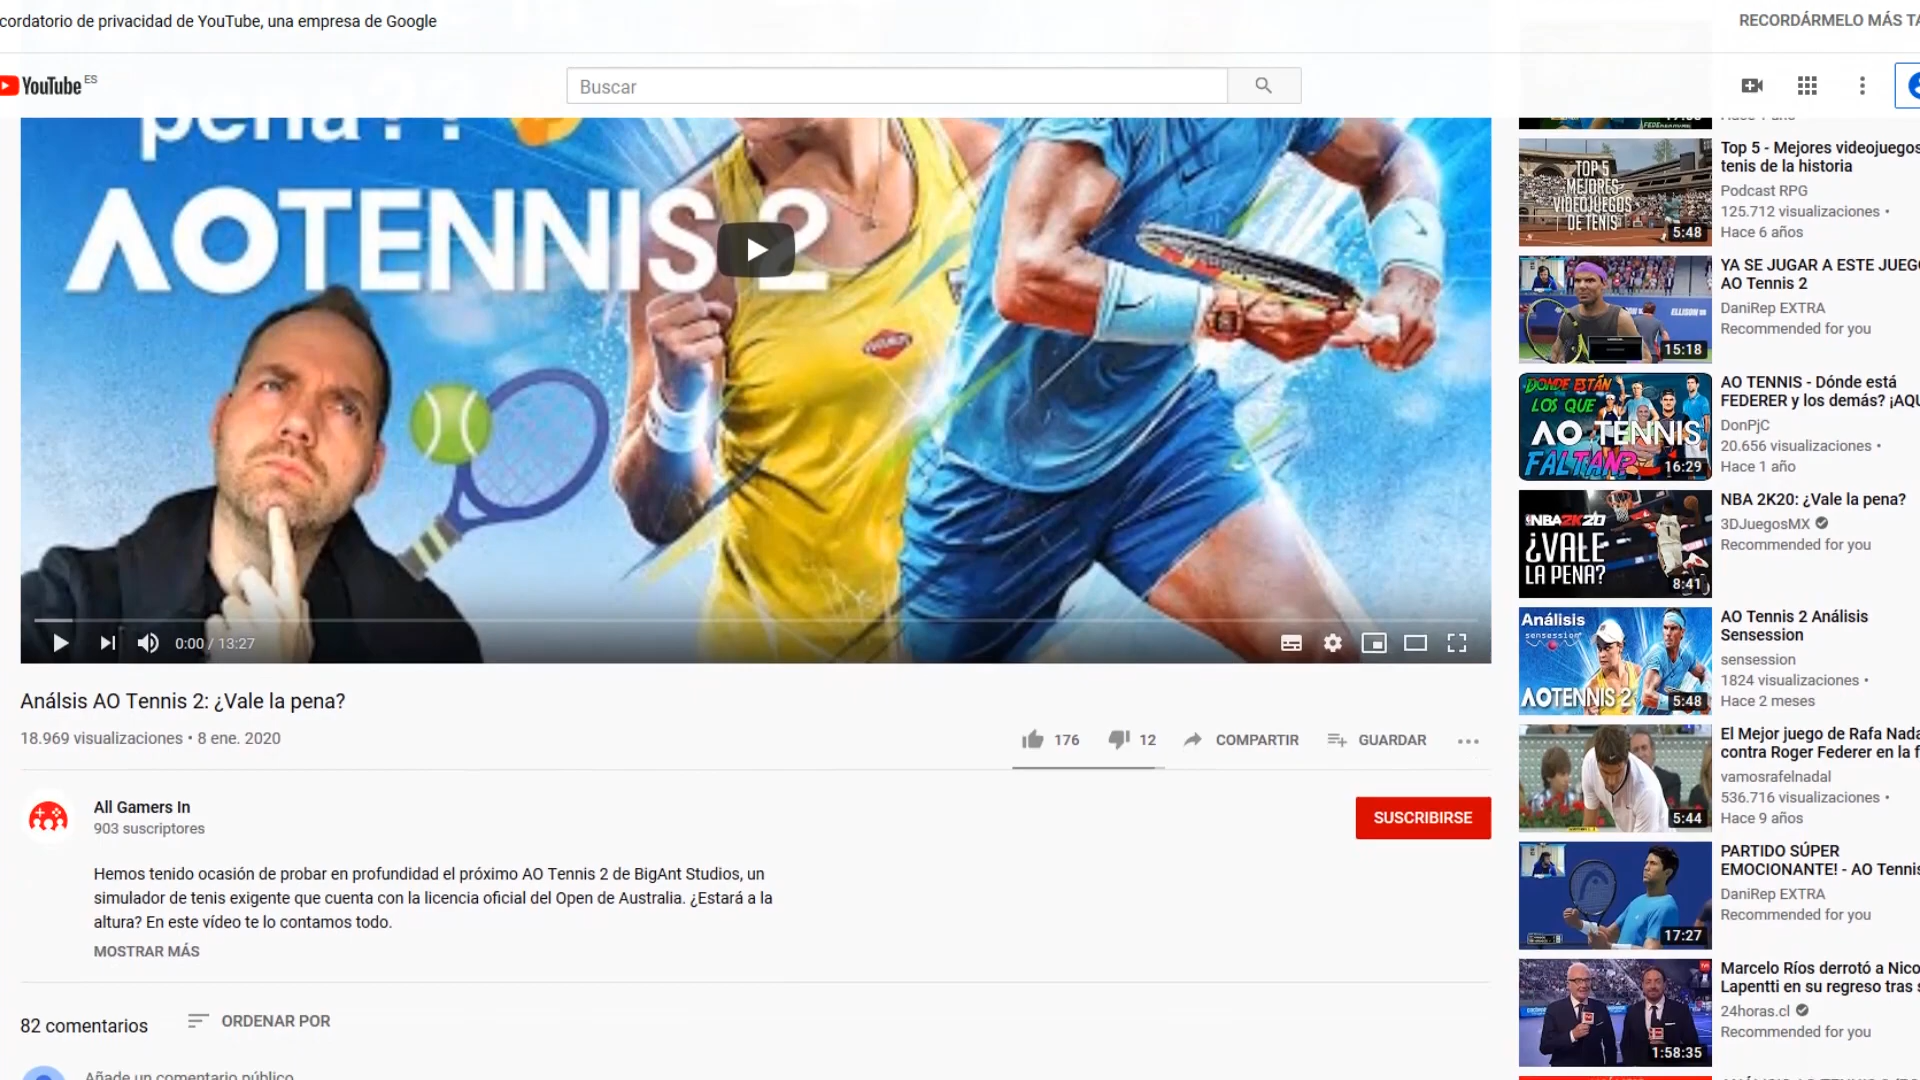 cordatorio de privacidad de YouTube, una empresa de Google
RECORDÁRMELO MÁS TA
YouTube ES
Buscar
pena??
AOTENNIS 2
0:00 / 13:27
Análsis AO Tennis 2: ¿Vale la pena?
18.969 visualizaciones • 8 ene. 2020
176
12
COMPARTIR
GUARDAR
All Gamers In
903 suscriptores
SUSCRIBIRSE
Hemos tenido ocasión de probar en profundidad el próximo AO Tennis 2 de BigAnt Studios, un
simulador de tenis exigente que cuenta con la licencia oficial del Open de Australia. ¿Estará a la
altura? En este vídeo te lo contamos todo.
MOSTRAR MÁS
82 comentarios
ORDENAR POR
Añade un comentario público
TOP 5
MEJORES
VIDEOJUEGOS
DE TENIS
5:48
Top 5 - Mejores videojuegos
tenis de la historia
Podcast RPG
125.712 visualizaciones •
Hace 6 años
15:18
YA SE JUGAR A ESTE JUEGO
AO Tennis 2
DaniRep EXTRA
Recommended for you
DONDE ESTÁN
LOS QUE
AO TENNIS
FALTAN?
16:29
AO TENNIS - Dónde está
FEDERER y los demás? ¡AQU
DonPjC
20.656 visualizaciones •
Hace 1 año
NBA 2K20
¿VALE
LA PENA?
8:41
NBA 2K20: ¿Vale la pena?
3DJuegosMX
Recommended for you
Análisis
sensession
AOTENNIS 2
5:48
AO Tennis 2 Análisis
Sensession
sensession
1824 visualizaciones •
Hace 2 meses
5:44
El Mejor juego de Rafa Nada
contra Roger Federer en la f
vamosrafelnadal
536.716 visualizaciones •
Hace 9 años
17:27
PARTIDO SÚPER
EMOCIONANTE! - AO Tennis
DaniRep EXTRA
Recommended for you
1:58:35
Marcelo Ríos derrotó a Nico
Lapentti en su regreso tras s
24horas.cl
Recommended for you